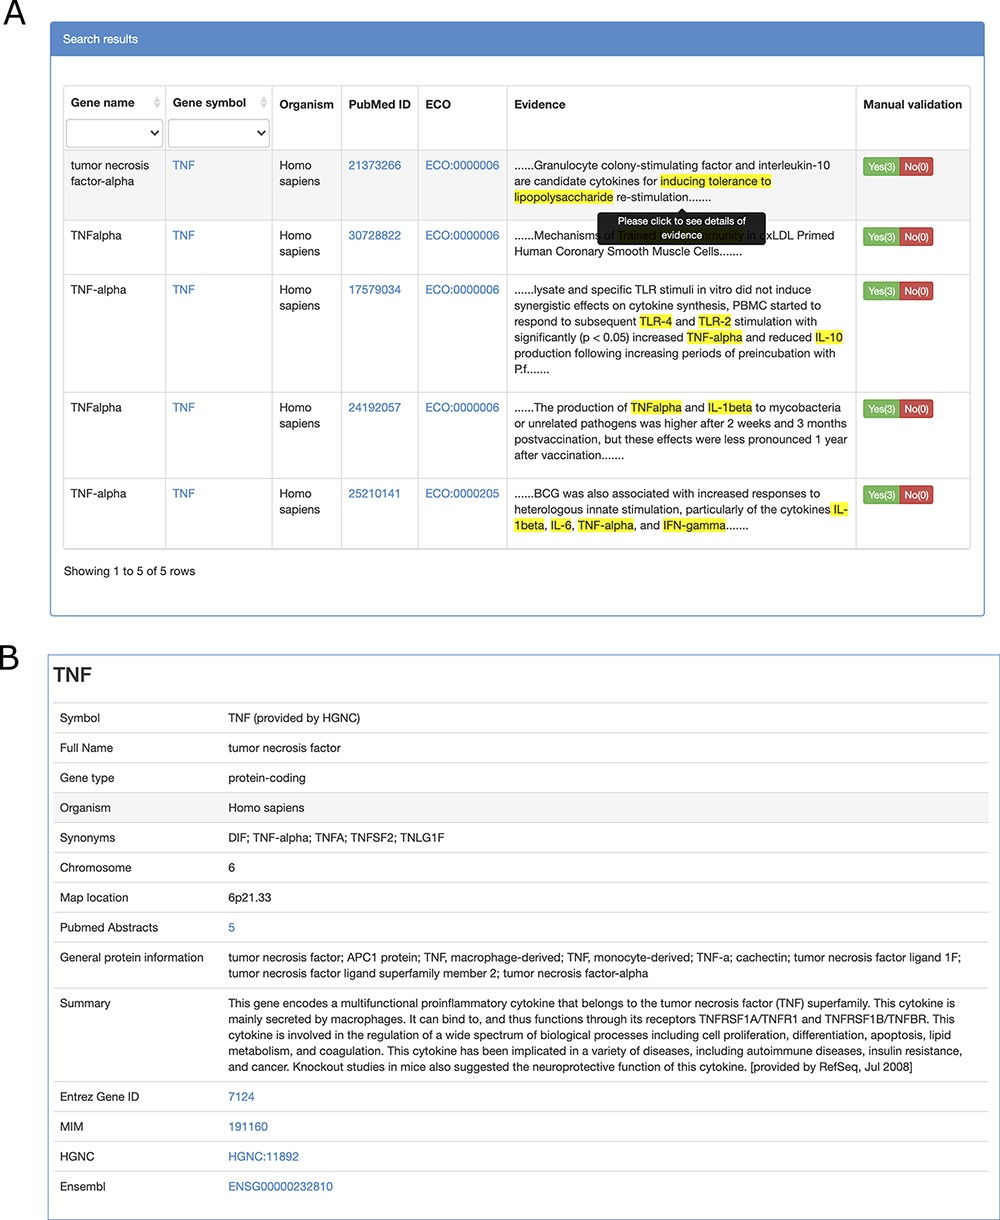 A
Search results
Gene name Gene symbol Organism PubMed ID ECO Evidence Manual validation
tumor necrosis factor-alpha TNF Homo sapiens 21373266 ECO:0000006
......Granulocyte colony-stimulating factor and interleukin-10
are candidate cytokines for inducing tolerance to
lipopolysaccharide re-stimulation.......
Yes(3) No(0)
Please click to see details of
evidence
TNFalpha TNF Homo sapiens 30728822 ECO:0000006
......Mechanisms of Trained in oxLDL Primed
Human Coronary Smooth Muscle Cells.......
Yes(3) No(0)
TNF-alpha TNF Homo sapiens 17579034 ECO:0000006
......lysate and specific TLR stimuli in vitro did not induce
synergistic effects on cytokine synthesis, PBMC started to
respond to subsequent TLR-4 and TLR-2 stimulation with
significantly (p < 0.05) increased TNF-alpha and reduced IL-10
production following increasing periods of preincubation with
P.f.......
Yes(3) No(0)
TNFalpha TNF Homo sapiens 24192057 ECO:0000006
......The production of TNFalpha and IL-1beta to mycobacteria
or unrelated pathogens was higher after 2 weeks and 3 months
postvaccination, but these effects were less pronounced 1 year
after vaccination.......
Yes(3) No(0)
TNF-alpha TNF Homo sapiens 25210141 ECO:0000205
......BCG was also associated with increased responses to
heterologous innate stimulation, particularly of the cytokines IL-
1beta, IL-6, TNF-alpha, and IFN-gamma.......
Yes(3) No(0)
Showing 1 to 5 of 5 rows
B
TNF
Symbol TNF (provided by HGNC)
Full Name tumor necrosis factor
Gene type protein-coding
Organism Homo sapiens
Synonyms DIF; TNF-alpha; TNFA; TNFSF2; TNLG1F
Chromosome 6
Map location 6p21.33
Pubmed Abstracts 5
General protein information tumor necrosis factor; APC1 protein; TNF, macrophage-derived; TNF, monocyte-derived; TNF-a; cachectin; tumor necrosis factor ligand 1F;
tumor necrosis factor ligand superfamily member 2; tumor necrosis factor-alpha
Summary This gene encodes a multifunctional proinflammatory cytokine that belongs to the tumor necrosis factor (TNF) superfamily. This cytokine is
mainly secreted by macrophages. It can bind to, and thus functions through its receptors TNFRSF1A/TNFR1 and TNFRSF1B/TNFBR. This
cytokine is involved in the regulation of a wide spectrum of biological processes including cell proliferation, differentiation, apoptosis, lipid
metabolism, and coagulation. This cytokine has been implicated in a variety of diseases, including autoimmune diseases, insulin resistance,
and cancer. Knockout studies in mice also suggested the neuroprotective function of this cytokine. [provided by RefSeq, Jul 2008]
Entrez Gene ID 7124
MIM 191160
HGNC HGNC:11892
Ensembl ENSG00000232810